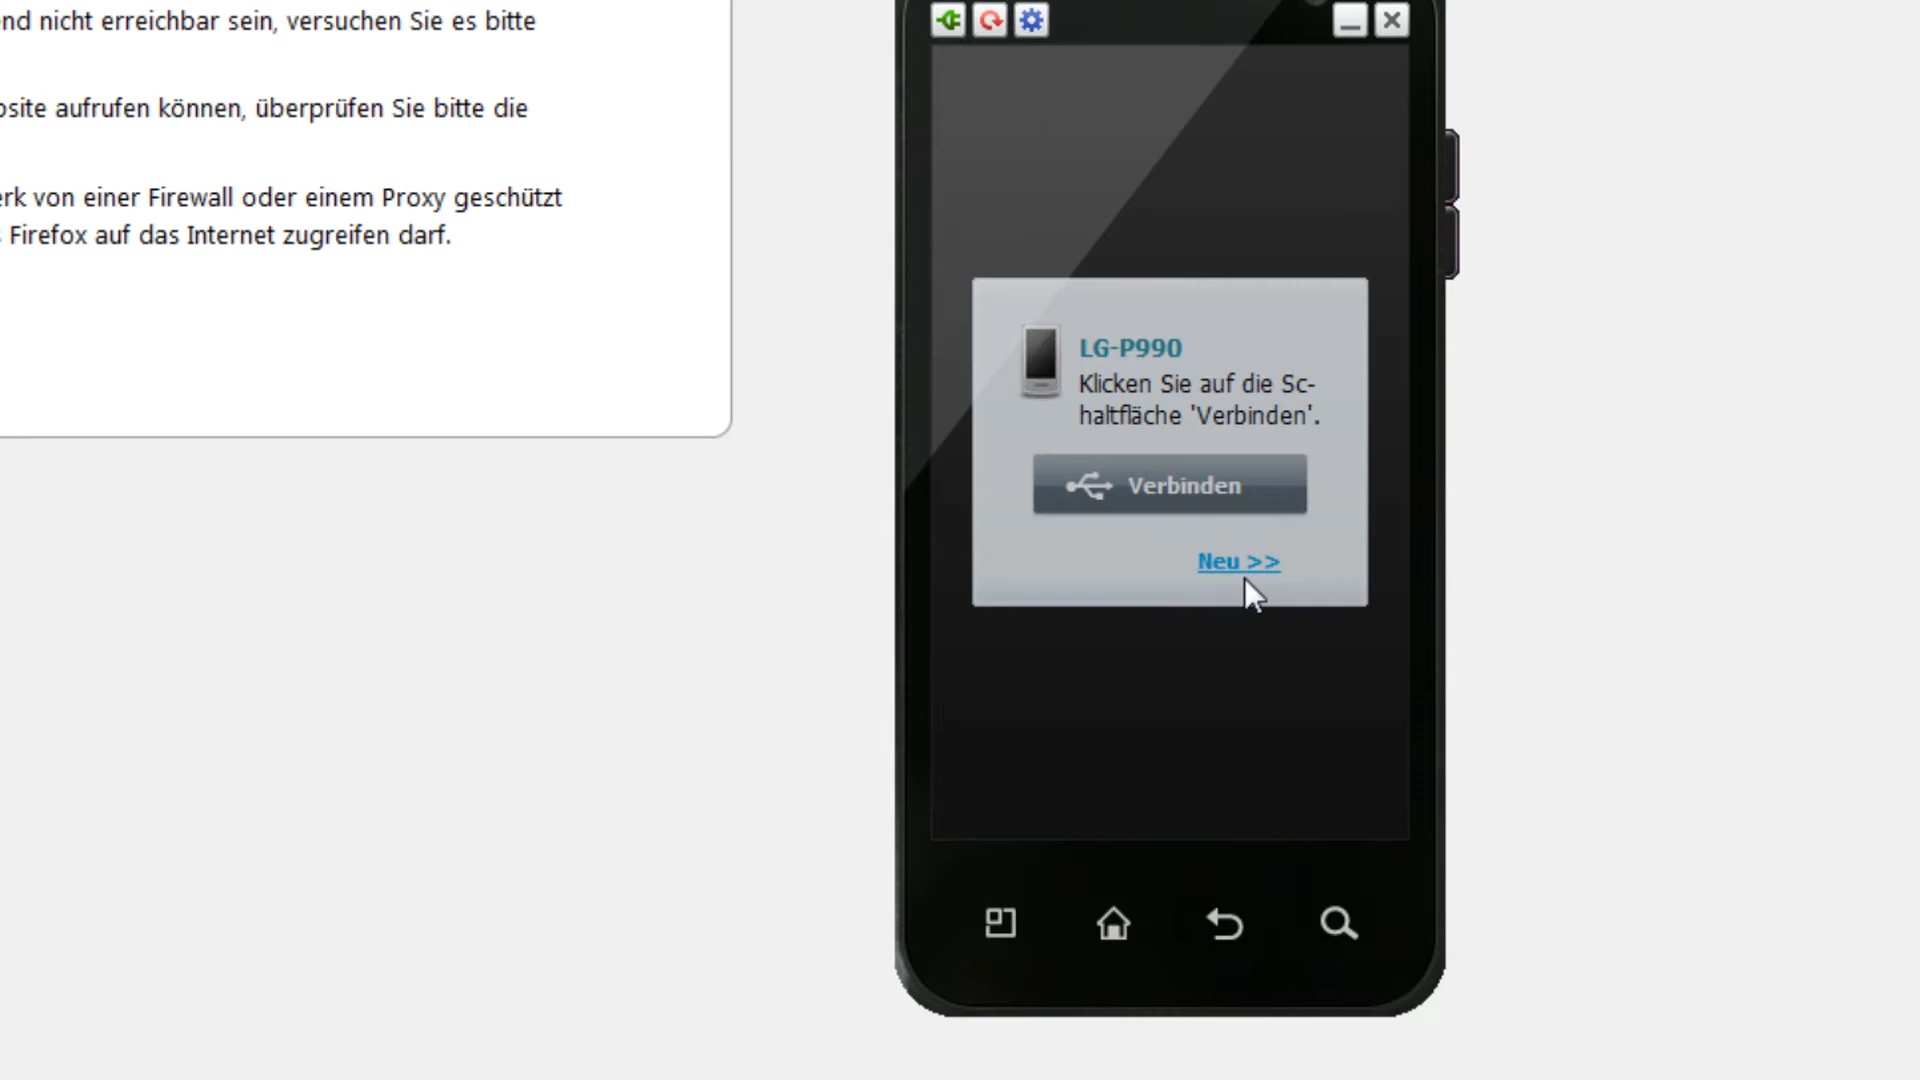 nd nicht erreichbar sein, versuchen Sie es bitte
site aufrufen können, überprüfen Sie bitte die
rk von einer Firewall oder einem Proxy geschützt
Firefox auf das Internet zugreifen darf.
LG-P990
Klicken Sie auf die Sc-
haltfläche 'Verbinden'.
Verbinden
Neu >>